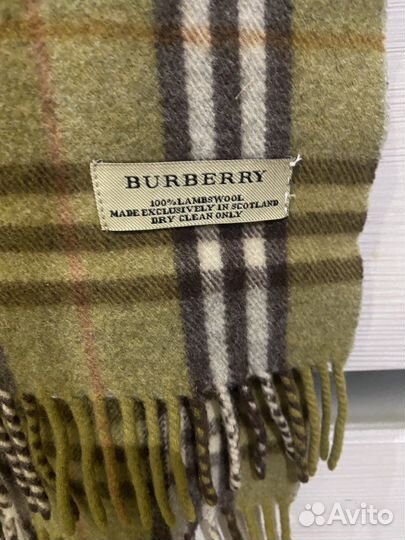 BURBERRY
100% LAMBSWOOL
MADE EXCLUSIVELY IN SCOTLAND
DRY CLEAN ONLY
Avito